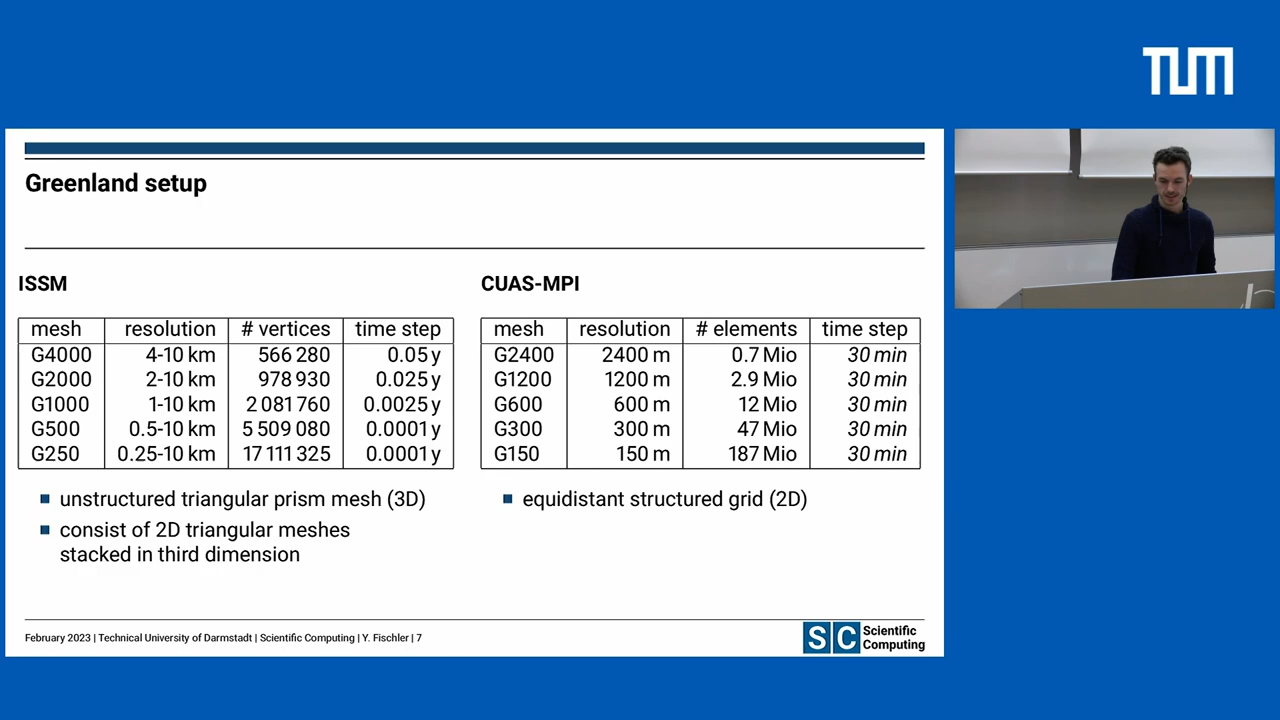 TUM
Greenland setup
ISSM
mesh resolution # vertices time step
G4000 4-10 km 566 280 0.05 y
G2000 2-10 km 978 930 0.025 y
G1000 1-10 km 2 081 760 0.0025 y
G500 0.5-10 km 5 509 080 0.0001 y
G250 0.25-10 km 17 111 325 0.0001 y
unstructured triangular prism mesh (3D)
consist of 2D triangular meshes
stacked in third dimension
CUAS-MPI
mesh resolution # elements time step
G2400 2400 m 0.7 Mio 30 min
G1200 1200 m 2.9 Mio 30 min
G600 600 m 12 Mio 30 min
G300 300 m 47 Mio 30 min
G150 150 m 187 Mio 30 min
equidistant structured grid (2D)
February 2023 | Technical University of Darmstadt | Scientific Computing | Y. Fischler | 7
SC Scientific
Computing